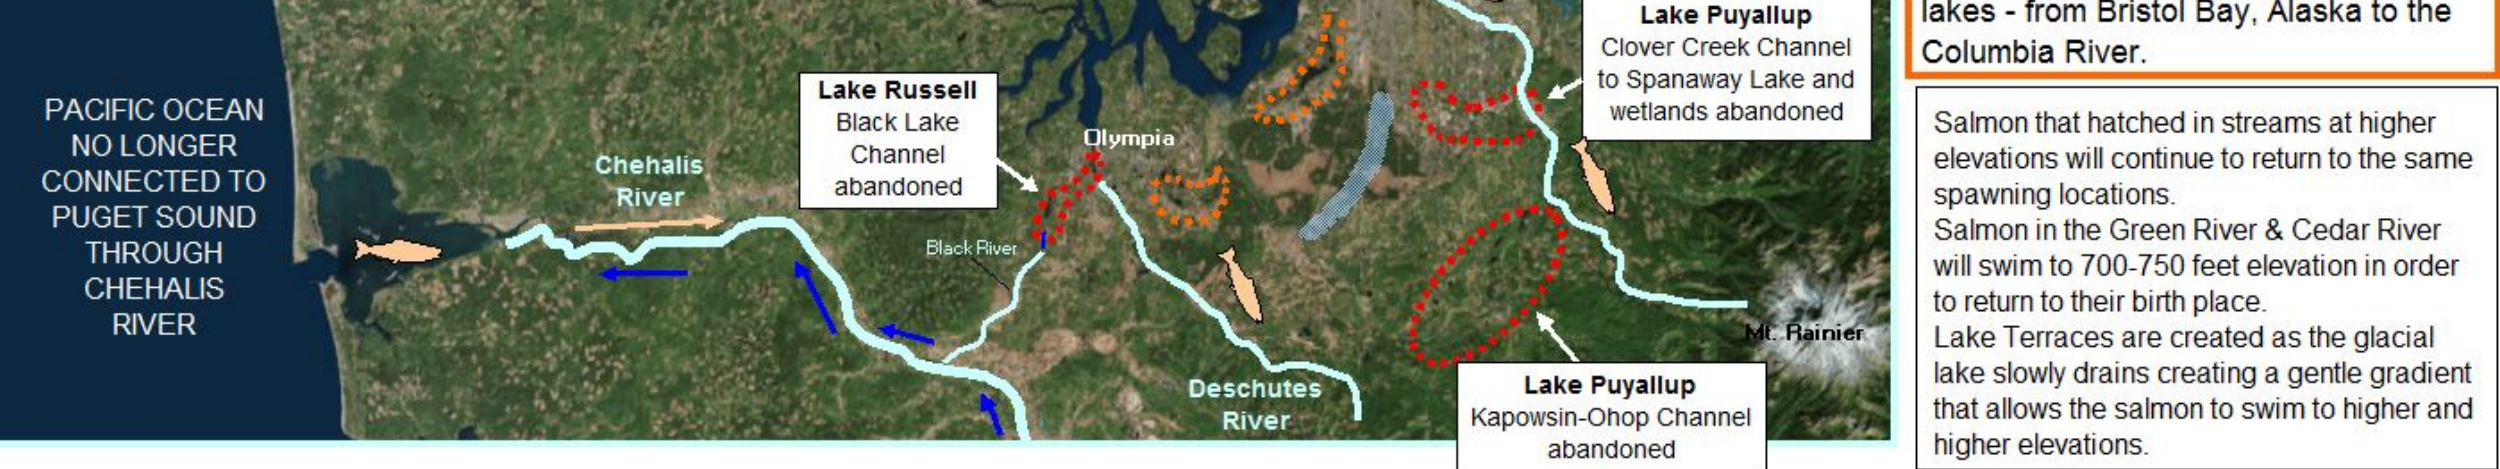 PACIFIC OCEAN
NO LONGER
CONNECTED TO
PUGET SOUND
THROUGH
CHEHALIS
RIVER
Chehalis
River
Lake Russell
Black Lake
Channel
abandoned
Olympia
Black River
Deschutes
River
Lake Puyallup
Clover Creek Channel
to Spanaway Lake and
wetlands abandoned
Mt. Rainier
Lake Puyallup
Kapowsin-Ohop Channel
abandoned
lakes - from Bristol Bay, Alaska to the
Columbia River.
Salmon that hatched in streams at higher
elevations will continue to return to the same
spawning locations.
Salmon in the Green River & Cedar River
will swim to 700-750 feet elevation in order
to return to their birth place.
Lake Terraces are created as the glacial
lake slowly drains creating a gentle gradient
that allows the salmon to swim to higher and
higher elevations.